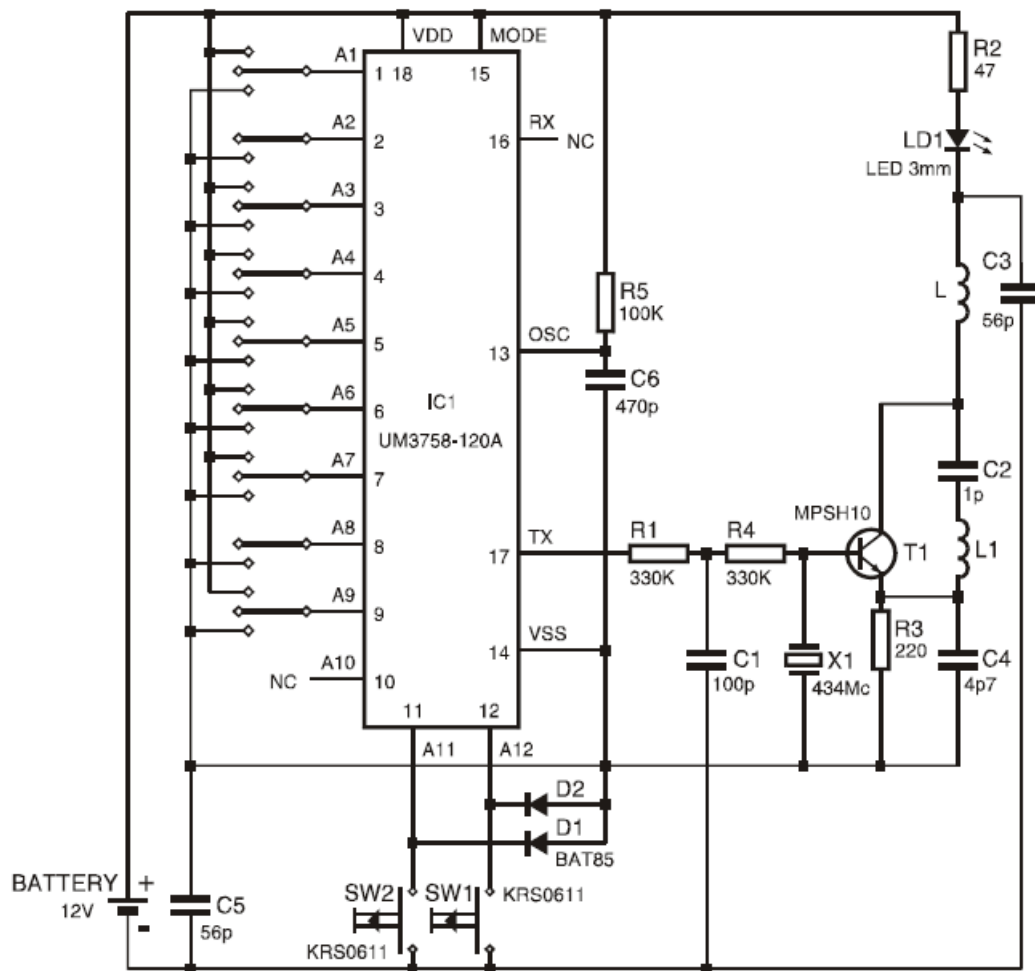 VDD
MODE
A1
1
18
15
R2
47
A2
2
RX
16
NC
LD1
LED 3mm
A3
3
A4
4
C3
56p
L
R5
100K
A5
5
OSC
13
C6
470p
A6
6
IC1
UM3758-120A
A7
7
C2
1p
MPSH10
A8
8
TX
17
R1
330K
R4
330K
T1
L1
A9
9
VSS
14
R3
220
A10
NC
10
C1
100p
X1
434Mc
C4
4p7
11
12
A11
A12
D2
D1
BAT85
BATTERY
+
12V
-
C5
56p
SW2
SW1
KRS0611
KRS0611